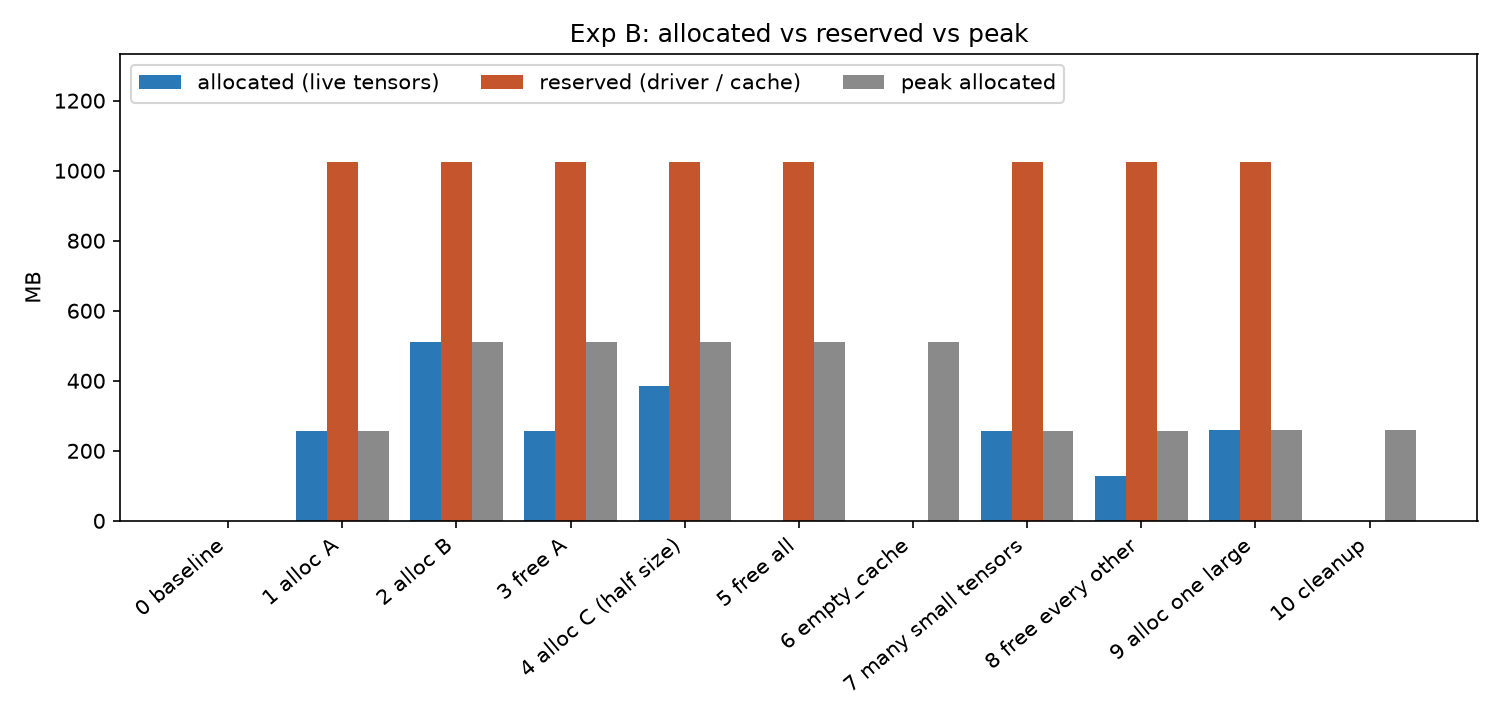 Exp B: allocated vs reserved vs peak
allocated (live tensors)
reserved (driver / cache)
peak allocated
MB
1200
1000
800
600
400
200
0
0 baseline
1 alloc A
2 alloc B
3 free A
4 alloc C (half size)
5 free all
6 empty_cache
7 many small tensors
8 free every other
9 alloc one large
10 cleanup